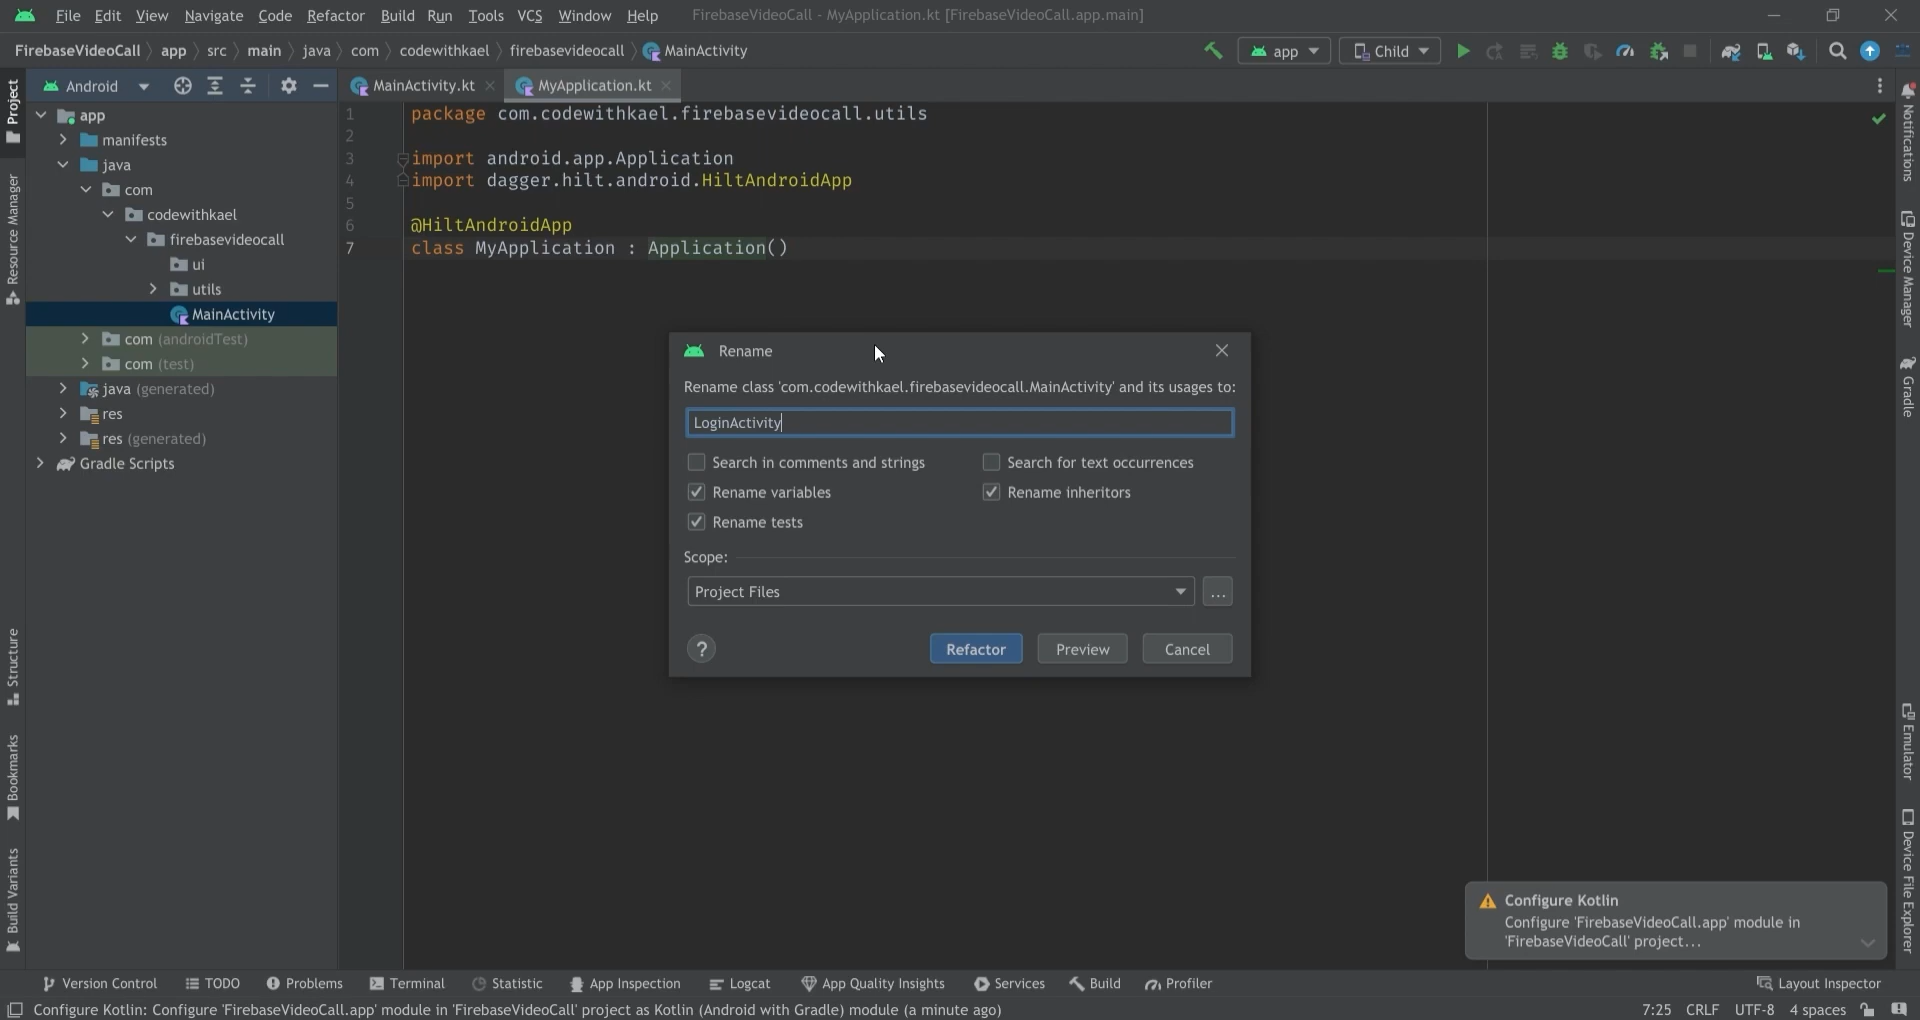 File Edit View Navigate Code Refactor Build Run Tools VCS Window Help FirebaseVideoCall - MyApplication.kt [FirebaseVideoCall.app.main]
FirebaseVideoCall app src main java com codewithkael firebasevideocall MainActivity app Child
Project
Resource Manager
Structure
Bookmarks
Build Variants
Android
app
manifests
java
com
codewithkael
firebasevideocall
ui
utils
MainActivity
com (androidTest)
com (test)
java (generated)
res
res (generated)
Gradle Scripts
MainActivity.kt MyApplication.kt
1 package com.codewithkael.firebasevideocall.utils
2
3 import android.app.Application
4 import dagger.hilt.android.HiltAndroidApp
5
6 @HiltAndroidApp
7 class MyApplication : Application()
Rename
Rename class 'com.codewithkael.firebasevideocall.MainActivity' and its usages to:
LoginActivity
Search in comments and strings Search for text occurrences
Rename variables Rename inheritors
Rename tests
Scope:
Project Files ...
? Refactor Preview Cancel
Configure Kotlin
Configure 'FirebaseVideoCall.app' module in
'FirebaseVideoCall' project...
Notifications
Device Manager
Gradle
Emulator
Device File Explorer
Version Control TODO Problems Terminal Statistic App Inspection Logcat App Quality Insights Services Build Profiler Layout Inspector
Configure Kotlin: Configure 'FirebaseVideoCall.app' module in 'FirebaseVideoCall' project as Kotlin (Android with Gradle) module (a minute ago) 7:25 CRLF UTF-8 4 spaces